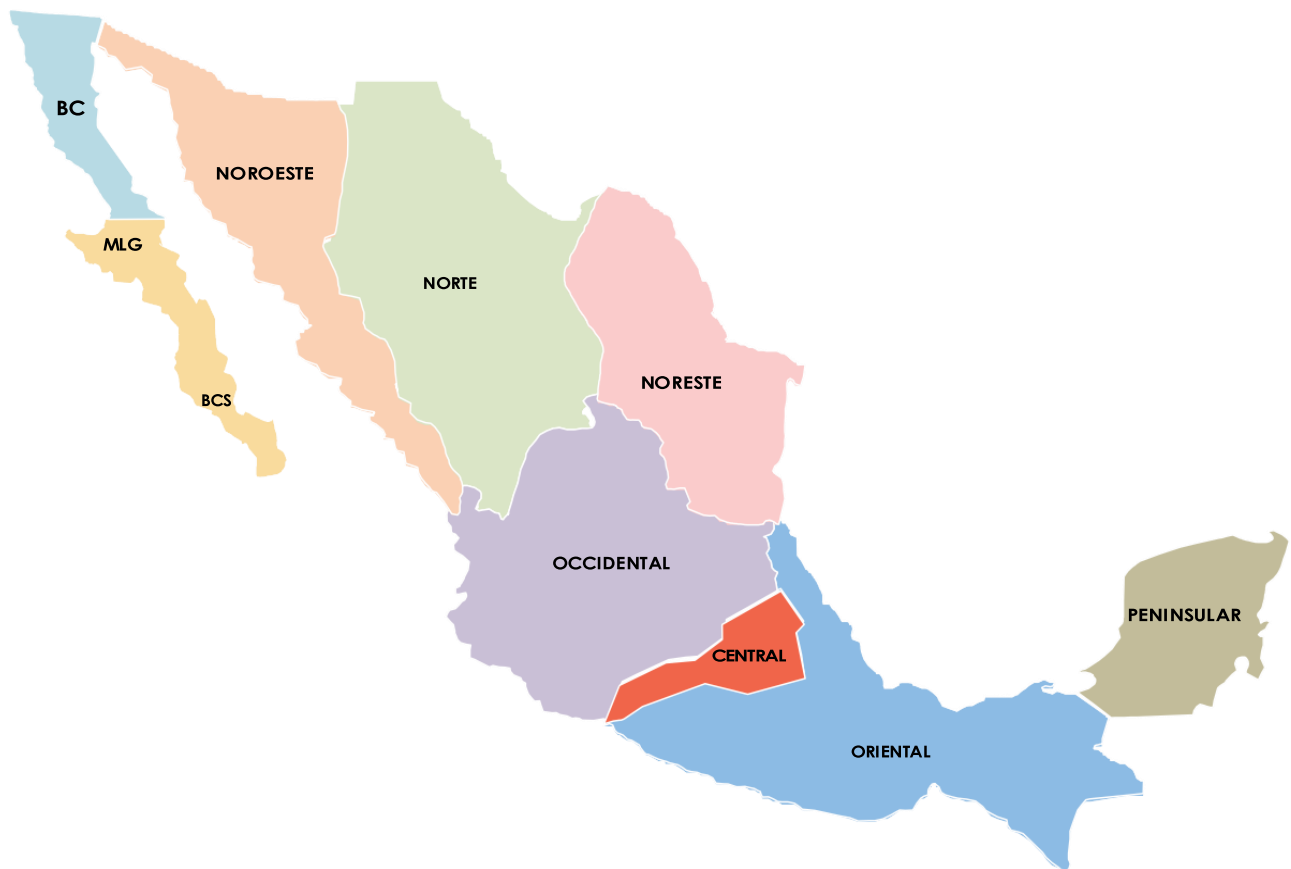 BC
NOROESTE
MLG
NORTE
NORESTE
BCS
OCCIDENTAL
PENINSULAR
CENTRAL
ORIENTAL